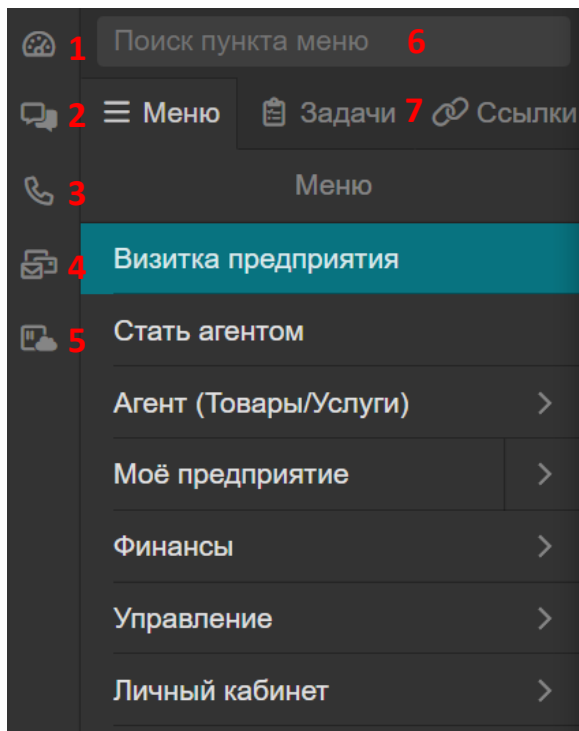 1 Поиск пункта меню 6
2 Меню Задачи 7 Ссылки
3 Меню
4 Визитка предприятия
5 Стать агентом
Агент (Товары/Услуги)
Моё предприятие
Финансы
Управление
Личный кабинет